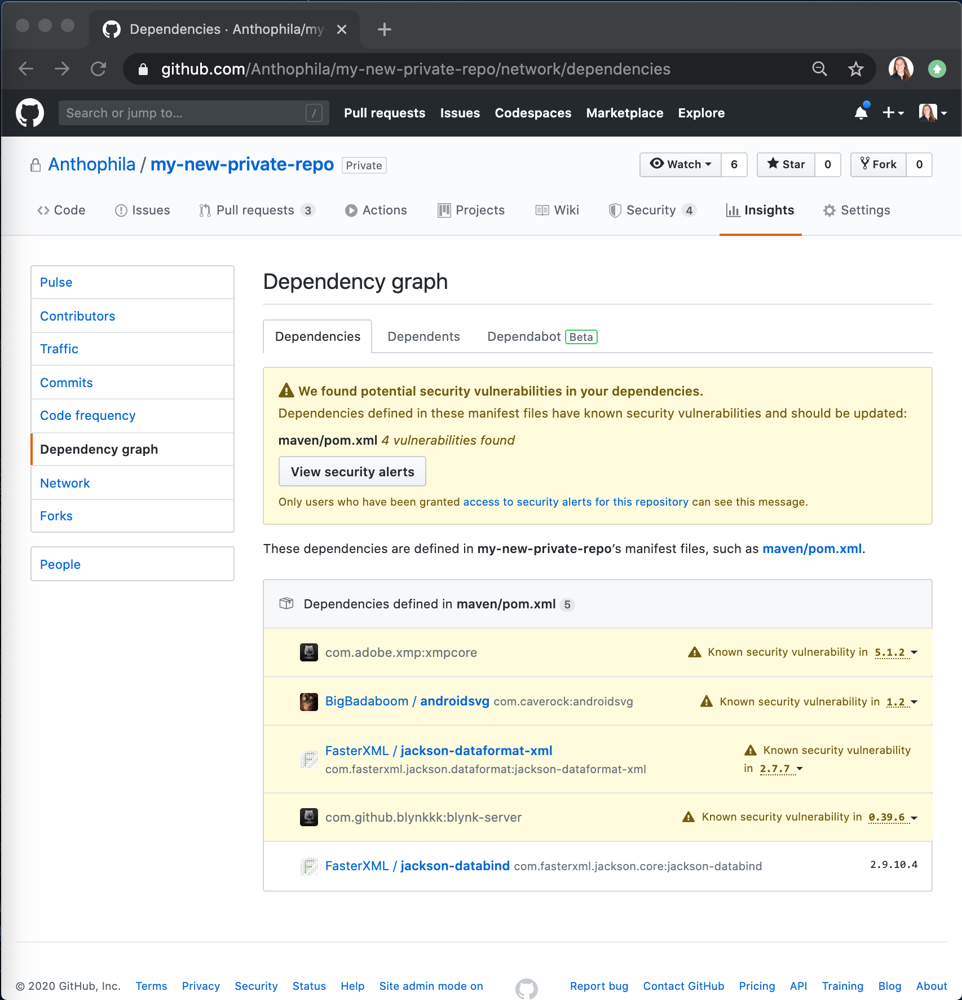 Dependencies · Anthophila/my-
github.com/Anthophila/my-new-private-repo/network/dependencies
Search or jump to… / Pull requests Issues Codespaces Marketplace Explore
Anthophila / my-new-private-repo Private Watch 6 Star 0 Fork 0
Code Issues Pull requests 3 Actions Projects Wiki Security 4 Insights Settings
Pulse
Contributors
Traffic
Commits
Code frequency
Dependency graph
Network
Forks
People
Dependency graph
Dependencies Dependents Dependabot Beta
We found potential security vulnerabilities in your dependencies.
Dependencies defined in these manifest files have known security vulnerabilities and should be updated:
maven/pom.xml 4 vulnerabilities found
View security alerts
Only users who have been granted access to security alerts for this repository can see this message.
These dependencies are defined in my-new-private-repo’s manifest files, such as maven/pom.xml.
Dependencies defined in maven/pom.xml 5
com.adobe.xmp:xmpcore Known security vulnerability in 5.1.2
BigBadaboom / androidsvg com.caverock:androidsvg Known security vulnerability in 1.2
FasterXML / jackson-dataformat-xml
com.fasterxml.jackson.dataformat:jackson-dataformat-xml
Known security vulnerability
in 2.7.7
com.github.blynkkk:blynk-server Known security vulnerability in 0.39.6
FasterXML / jackson-databind com.fasterxml.jackson.core:jackson-databind 2.9.10.4
© 2020 GitHub, Inc. Terms Privacy Security Status Help Site admin mode on Report bug Contact GitHub Pricing API Training Blog About